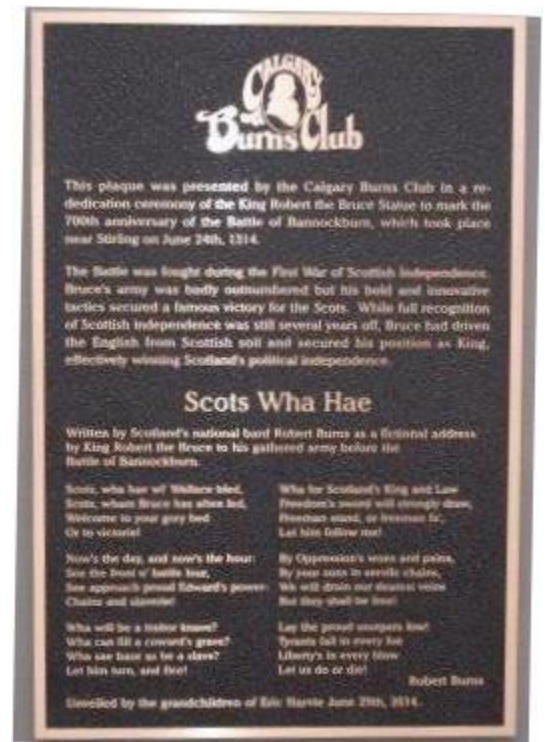 CALGARY
Burns Club
This plaque was presented by the Calgary Burns Club in a re-
dedication ceremony of the King Robert the Bruce Statue to mark the
700th anniversary of the Battle of Bannockburn, which took place
near Stirling on June 24th, 1314.
The Battle was fought during the First War of Scottish Independence.
Bruce's army was badly outnumbered but his bold and innovative
tactics secured a famous victory for the Scots. While full recognition
of Scottish independence was still several years off, Bruce had driven
the English from Scottish soil and secured his position as King,
effectively winning Scotland's political independence.
Scots Wha Hae
Written by Scotland's national bard Robert Burns as a fictional address
by King Robert the Bruce to his gathered army before the
Battle of Bannockburn.
Scots, wha hae wi' Wallace bled,
Scots, wham Bruce has aften led,
Welcome to your gory bed
Or to victorie!
Now's the day, and now's the hour:
See the front o' battle lour,
See approach proud Edward's power-
Chains and slaverie!
Wha will be a traitor knave?
Wha can fill a coward's grave?
Wha sae base as be a slave?
Let him turn, and flee!
Wha for Scotland's King and Law
Freedom's sword will strongly draw,
Freeman stand, or freeman fa',
Let him follow me!
By Oppression's woes and pains,
By your sons in servile chains,
We will drain our dearest veins
But they shall be free!
Lay the proud usurpers low!
Tyrants fall in every foe
Liberty's in every blow
Let us do or die!
Robert Burns
Unveiled by the grandchildren of Eric Harvie June 2014.